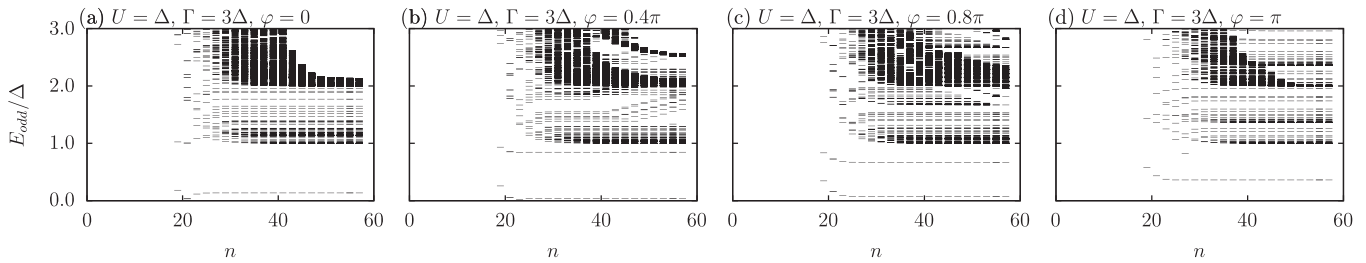 (a) U = Δ, Γ = 3Δ, φ = 0
(b) U = Δ, Γ = 3Δ, φ = 0.4π
(c) U = Δ, Γ = 3Δ, φ = 0.8π
(d) U = Δ, Γ = 3Δ, φ = π
3.0
2.0
1.0
0.0
E_odd/Δ
0 20 40 60
0 20 40 60
0 20 40 60
0 20 40 60
n
n
n
n